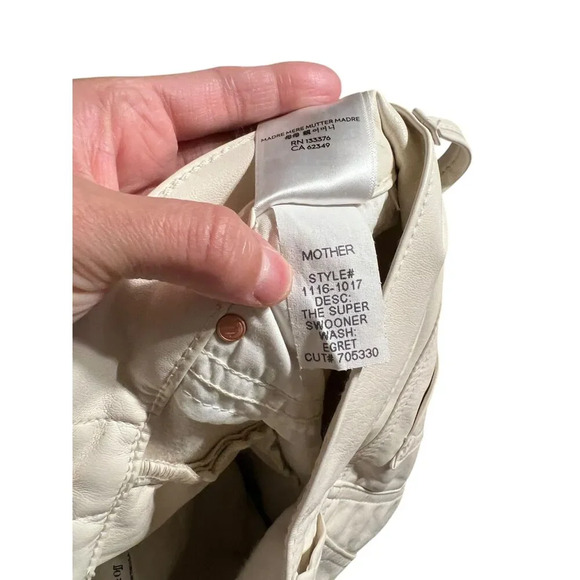 MADRE MERE MUTTER MADRE
RN 133376
CA 62349
MOTHER
STYLE#
1116-1017
DESC:
THE SUPER
SWOONER
WASH:
EGRET
CUT# 705330